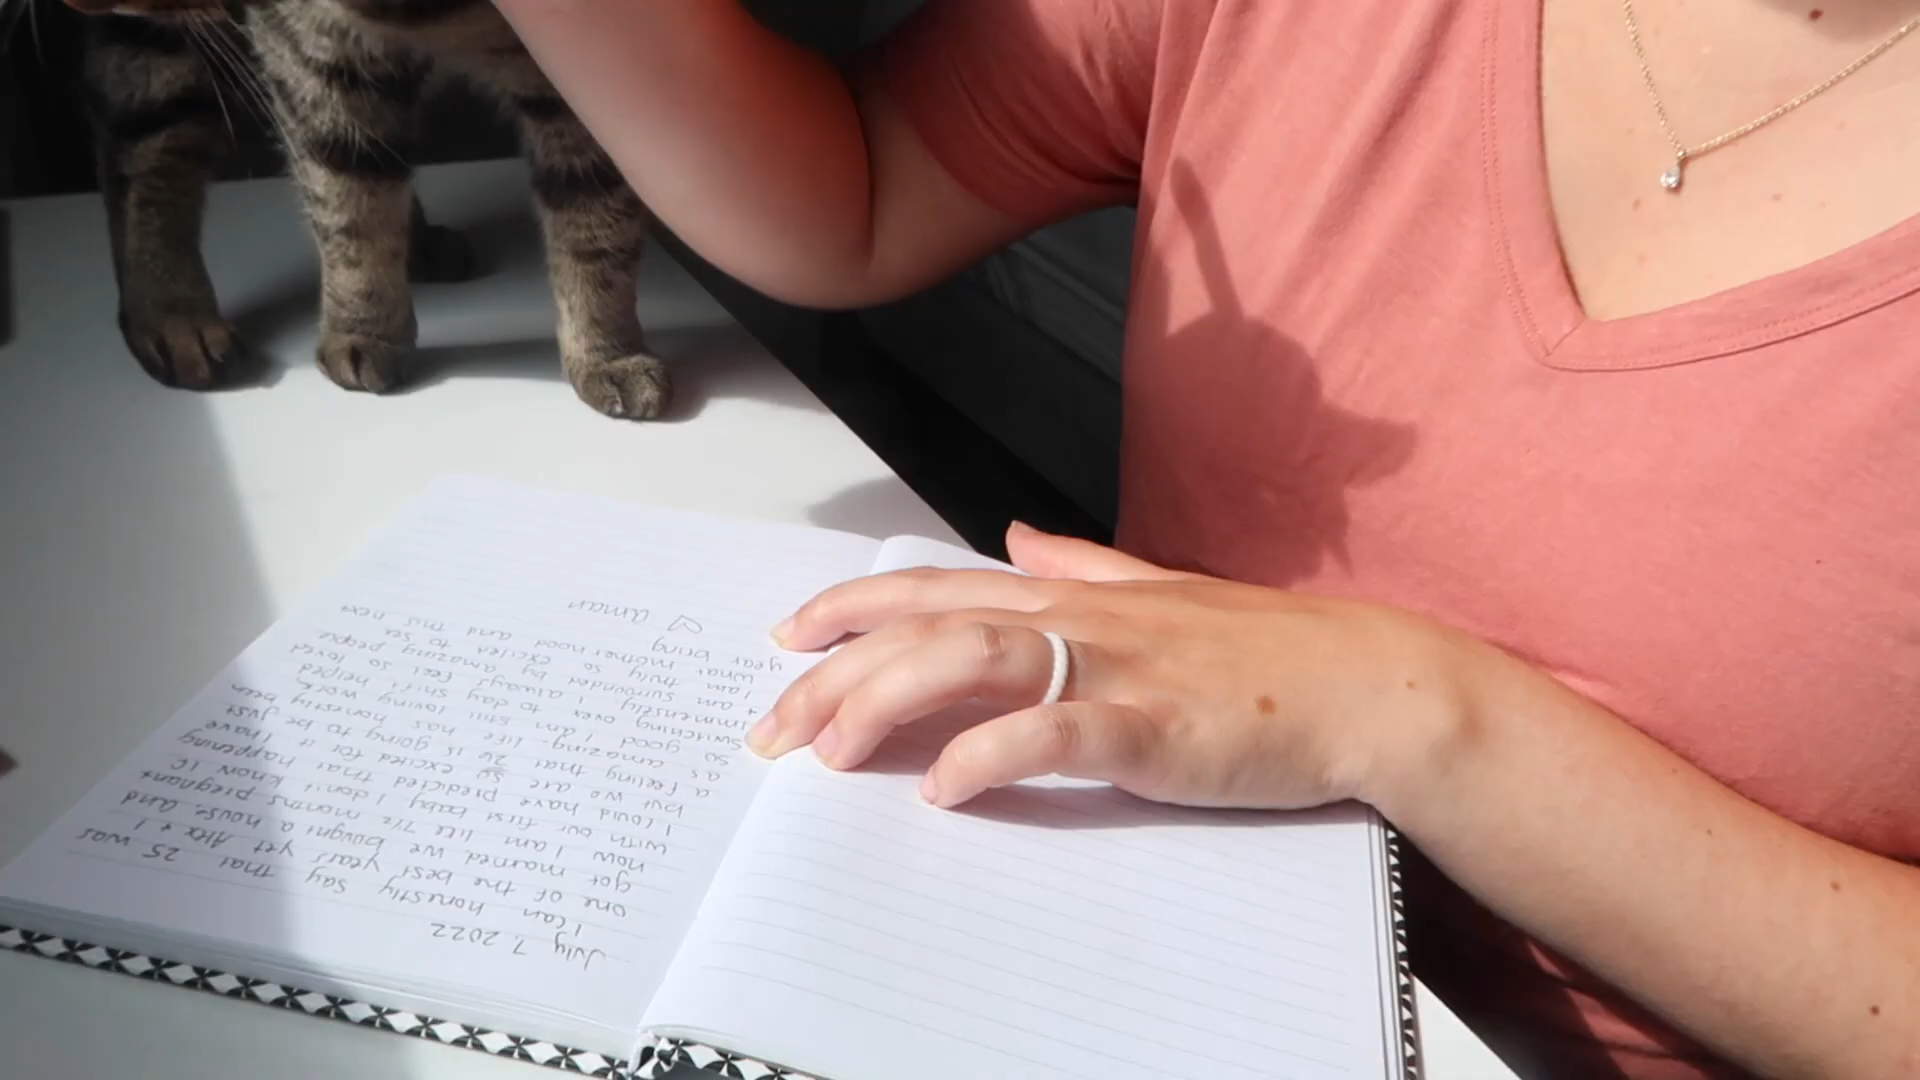 July 7, 2022
I can honestly say that 25 was
one of the best years yet Alex + I
got married we bought a house, and
now I am like 7 1/2 months pregnant
with our first baby I don't know if
I could have predicted that happening
but we are so excited for it I have
a feeling that 26 is going to be just
as amazing. life has honestly been
so good I am still loving work
switching over to day shift helped
immensely I always feel so loved
+ am surrounded by amazing people
I am truly so excited to see
what motherhood and this next
year bring